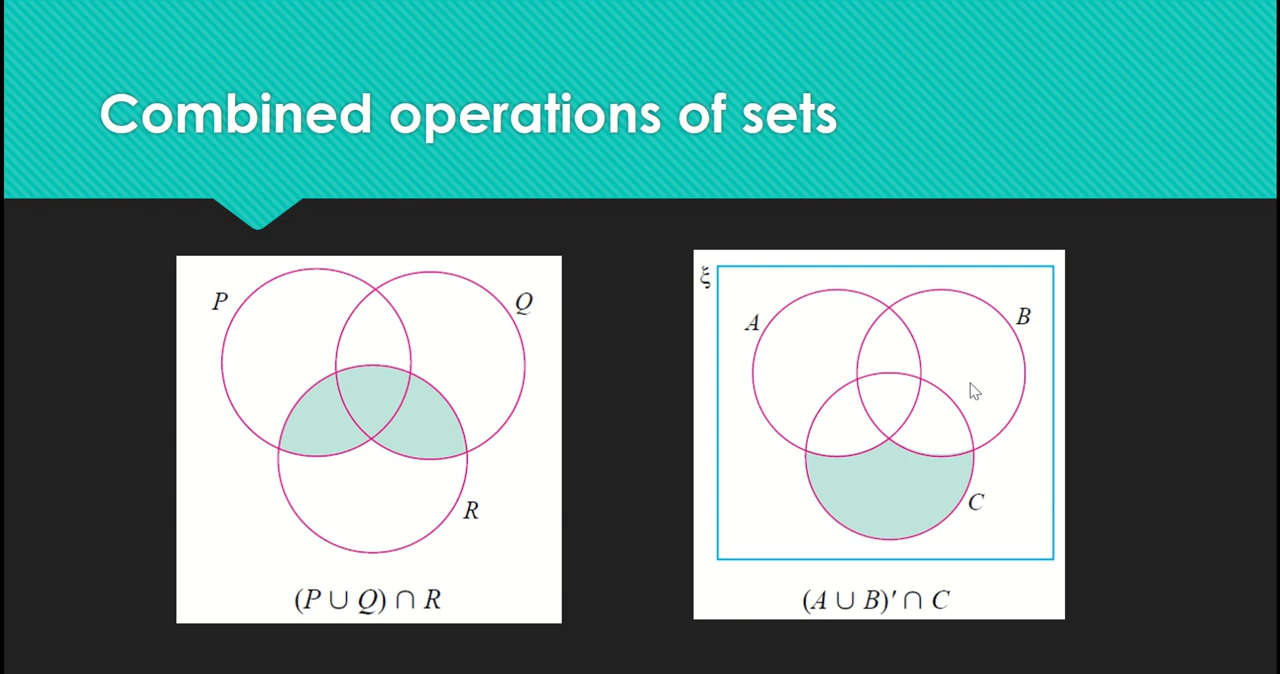 Combined operations of sets
P
Q
R
(P ∪ Q) ∩ R
ξ
A
B
C
(A ∪ B)′ ∩ C